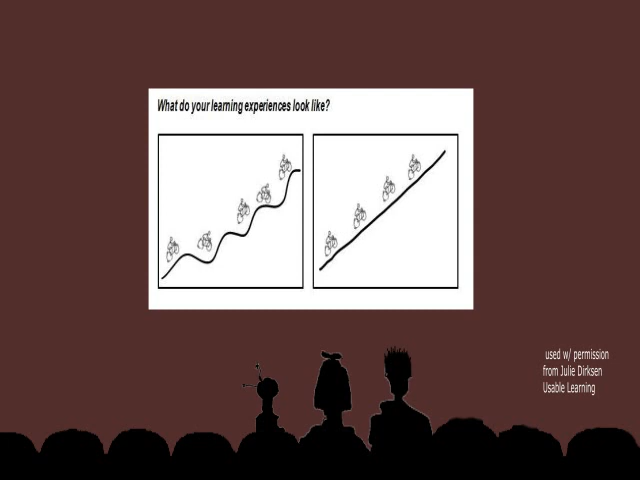 What do your learning experiences look like?
used w/ permission
from Julie Dirksen
Usable Learning